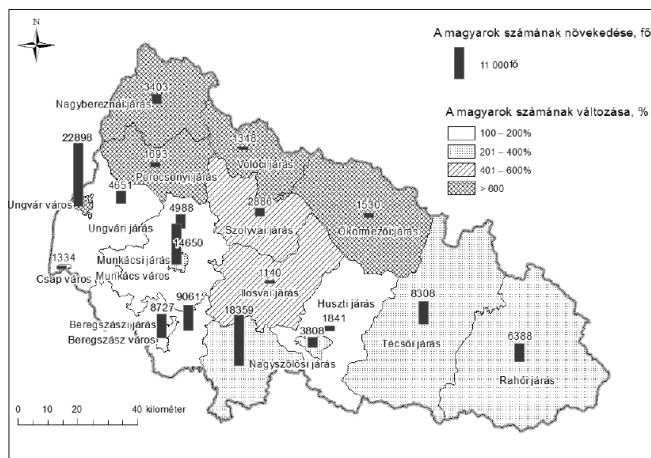 N
A magyarok számának növekedése, fő
11 000fő
A magyarok számának változása, %
100 – 200%
201 – 400%
401 – 600%
> 600
3403
Nagybereznai járás
22898
1348
Volóci járás
1693
Perecsenyi járás
4651
Ungvár város
4988
2886
1530
Ungvári járás
Szolyvai járás
Ökörmezői járás
14650
Munkácsi járás
1334
Csap város
Munkács város
1140
Ilosvai járás
8727
9061
18359
Huszti járás
1841
8308
Beregszászi járás
Beregszász város
3808
Técsői járás
6388
Nagyszőlősi járás
Rahói járás
0 10 20 40 kilométer